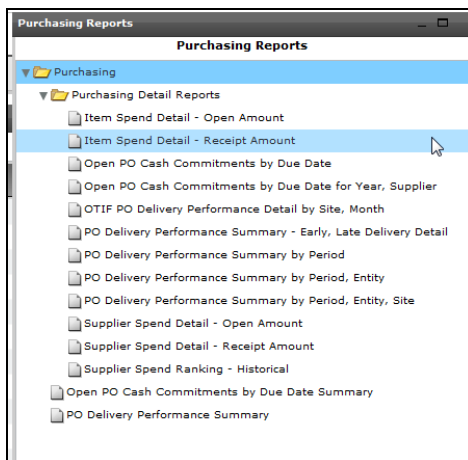 Purchasing Reports
Purchasing Reports
Purchasing
Purchasing Detail Reports
Item Spend Detail - Open Amount
Item Spend Detail - Receipt Amount
Open PO Cash Commitments by Due Date
Open PO Cash Commitments by Due Date for Year, Supplier
OTIF PO Delivery Performance Detail by Site, Month
PO Delivery Performance Summary - Early, Late Delivery Detail
PO Delivery Performance Summary by Period
PO Delivery Performance Summary by Period, Entity
PO Delivery Performance Summary by Period, Entity, Site
Supplier Spend Detail - Open Amount
Supplier Spend Detail - Receipt Amount
Supplier Spend Ranking - Historical
Open PO Cash Commitments by Due Date Summary
PO Delivery Performance Summary